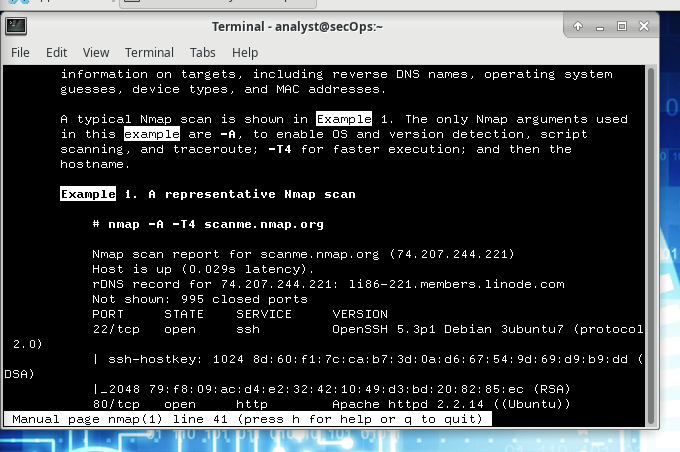 Terminal - analyst@secOps:~
File Edit View Terminal Tabs Help
information on targets, including reverse DNS names, operating system
guesses, device types, and MAC addresses.
A typical Nmap scan is shown in Example 1. The only Nmap arguments used
in this example are -A, to enable OS and version detection, script
scanning, and traceroute; -T4 for faster execution; and then the
hostname.
Example 1. A representative Nmap scan
# nmap -A -T4 scanme.nmap.org
Nmap scan report for scanme.nmap.org (74.207.244.221)
Host is up (0.029s latency).
rDNS record for 74.207.244.221: li86-221.members.linode.com
Not shown: 995 closed ports
PORT STATE SERVICE VERSION
22/tcp open ssh OpenSSH 5.3p1 Debian 3ubuntu7 (protocol
2.0)
| ssh-hostkey: 1024 8d:60:f1:7c:ca:b7:3d:0a:d6:67:54:9d:69:d9:b9:dd (
DSA)
|_2048 79:f8:09:ac:d4:e2:32:42:10:49:d3:bd:20:82:85:ec (RSA)
80/tcp open http Apache httpd 2.2.14 ((Ubuntu))
Manual page nmap(1) line 41 (press h for help or q to quit)